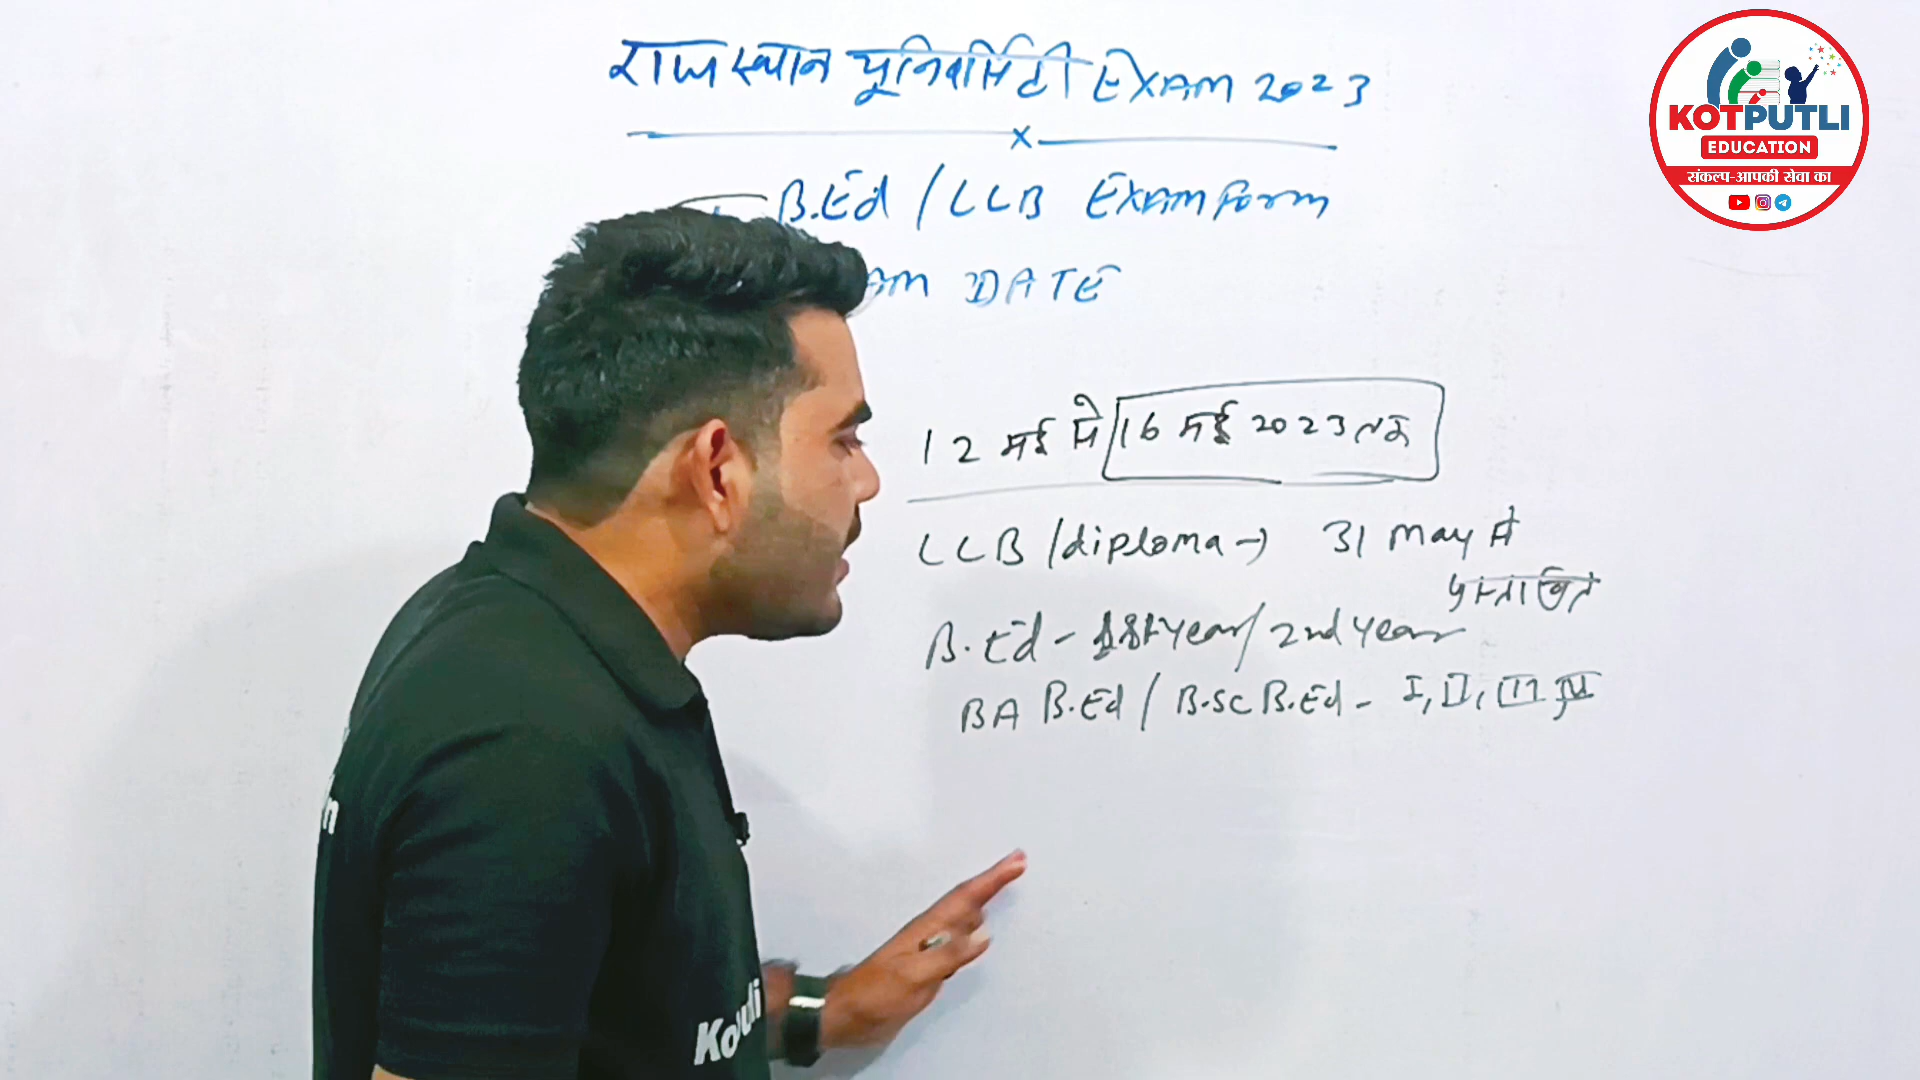 राजस्थान यूनिवर्सिटी EXAM 2023
x
B.Ed / LLB EXAM Form
AM DATE
12 मई से 16 मई 2023 तक
LLB /diploma → 31 May से
प्रस्तावित
B.Ed - 1st year / 2nd year
BA B.Ed / B.SC B.Ed - I, II, III, IV
KOTPUTLI
EDUCATION
संकल्प-आपकी सेवा का